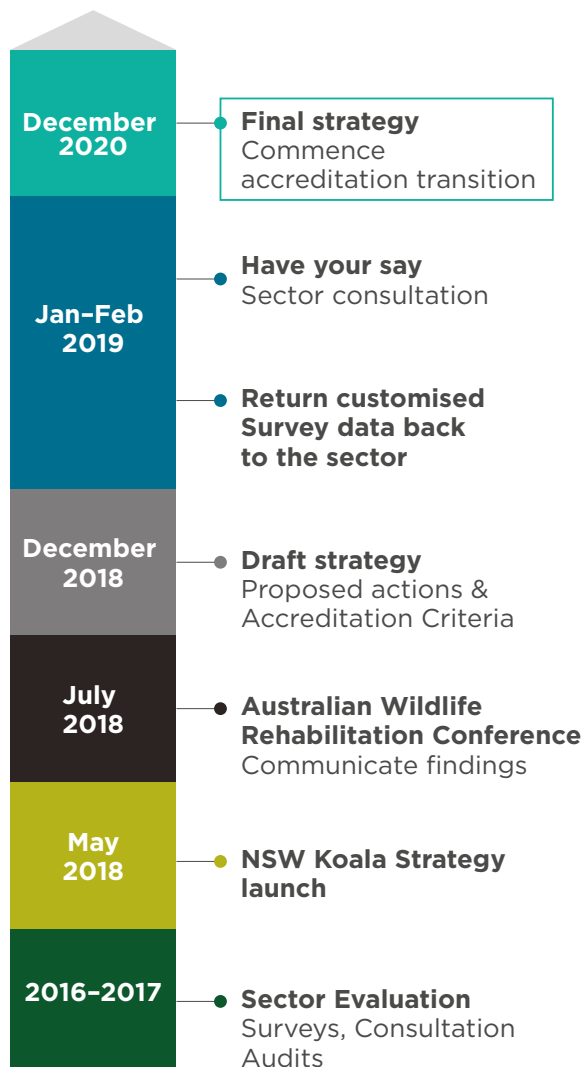 December
2020
Final strategy
Commence
accreditation transition
Jan–Feb
2019
Have your say
Sector consultation
Return customised
Survey data back
to the sector
December
2018
Draft strategy
Proposed actions &
Accreditation Criteria
July
2018
Australian Wildlife
Rehabilitation Conference
Communicate findings
May
2018
NSW Koala Strategy
launch
2016–2017
Sector Evaluation
Surveys, Consultation
Audits